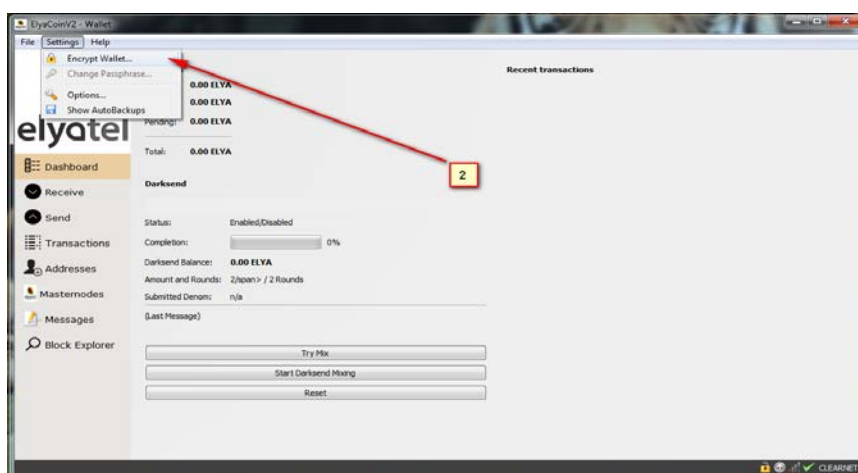 ElyaCoinV2 - Wallet
File Settings Help
Encrypt Wallet...
Change Passphrase...
Options...
Show AutoBackups
elyatel
Dashboard
Receive
Send
Transactions
Addresses
Masternodes
Messages
Block Explorer
0.00 ELYA
0.00 ELYA
Pending: 0.00 ELYA
Total: 0.00 ELYA
Darksend
Status: Enabled/Disabled
Completion: 0%
Darksend Balance: 0.00 ELYA
Amount and Rounds: 2/span> / 2 Rounds
Submitted Denom: n/a
(Last Message)
Try Mix
Start Darksend Mixing
Reset
Recent transactions
2
CLEARNET